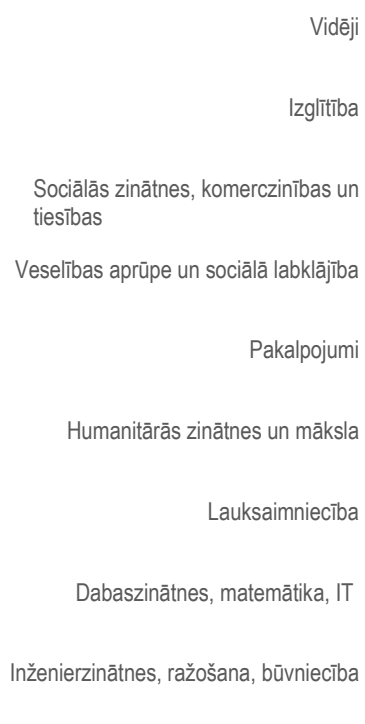 Vidēji
Izglītība
Sociālās zinātnes, komerczinības un
tiesības
Veselības aprūpe un sociālā labklājība
Pakalpojumi
Humanitārās zinātnes un māksla
Lauksaimniecība
Dabaszinātnes, matemātika, IT
Inženierzinātnes, ražošana, būvniecība